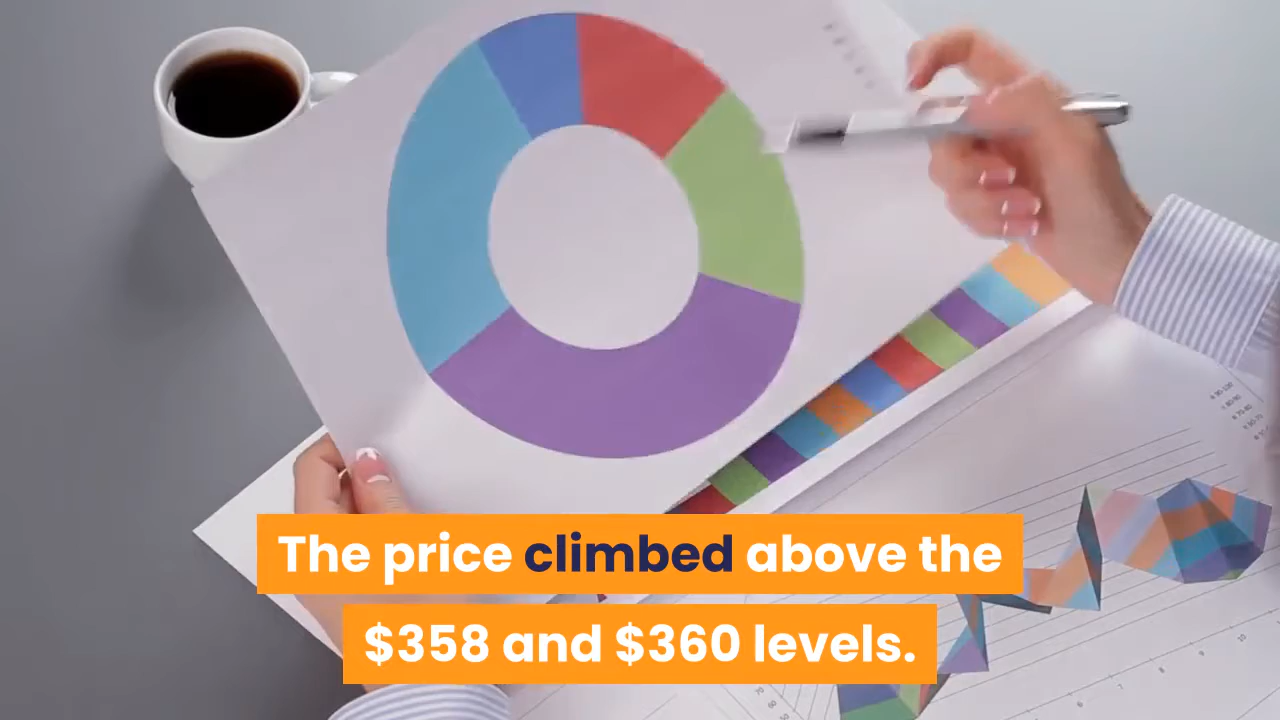 The price climbed above the
$358 and $360 levels.